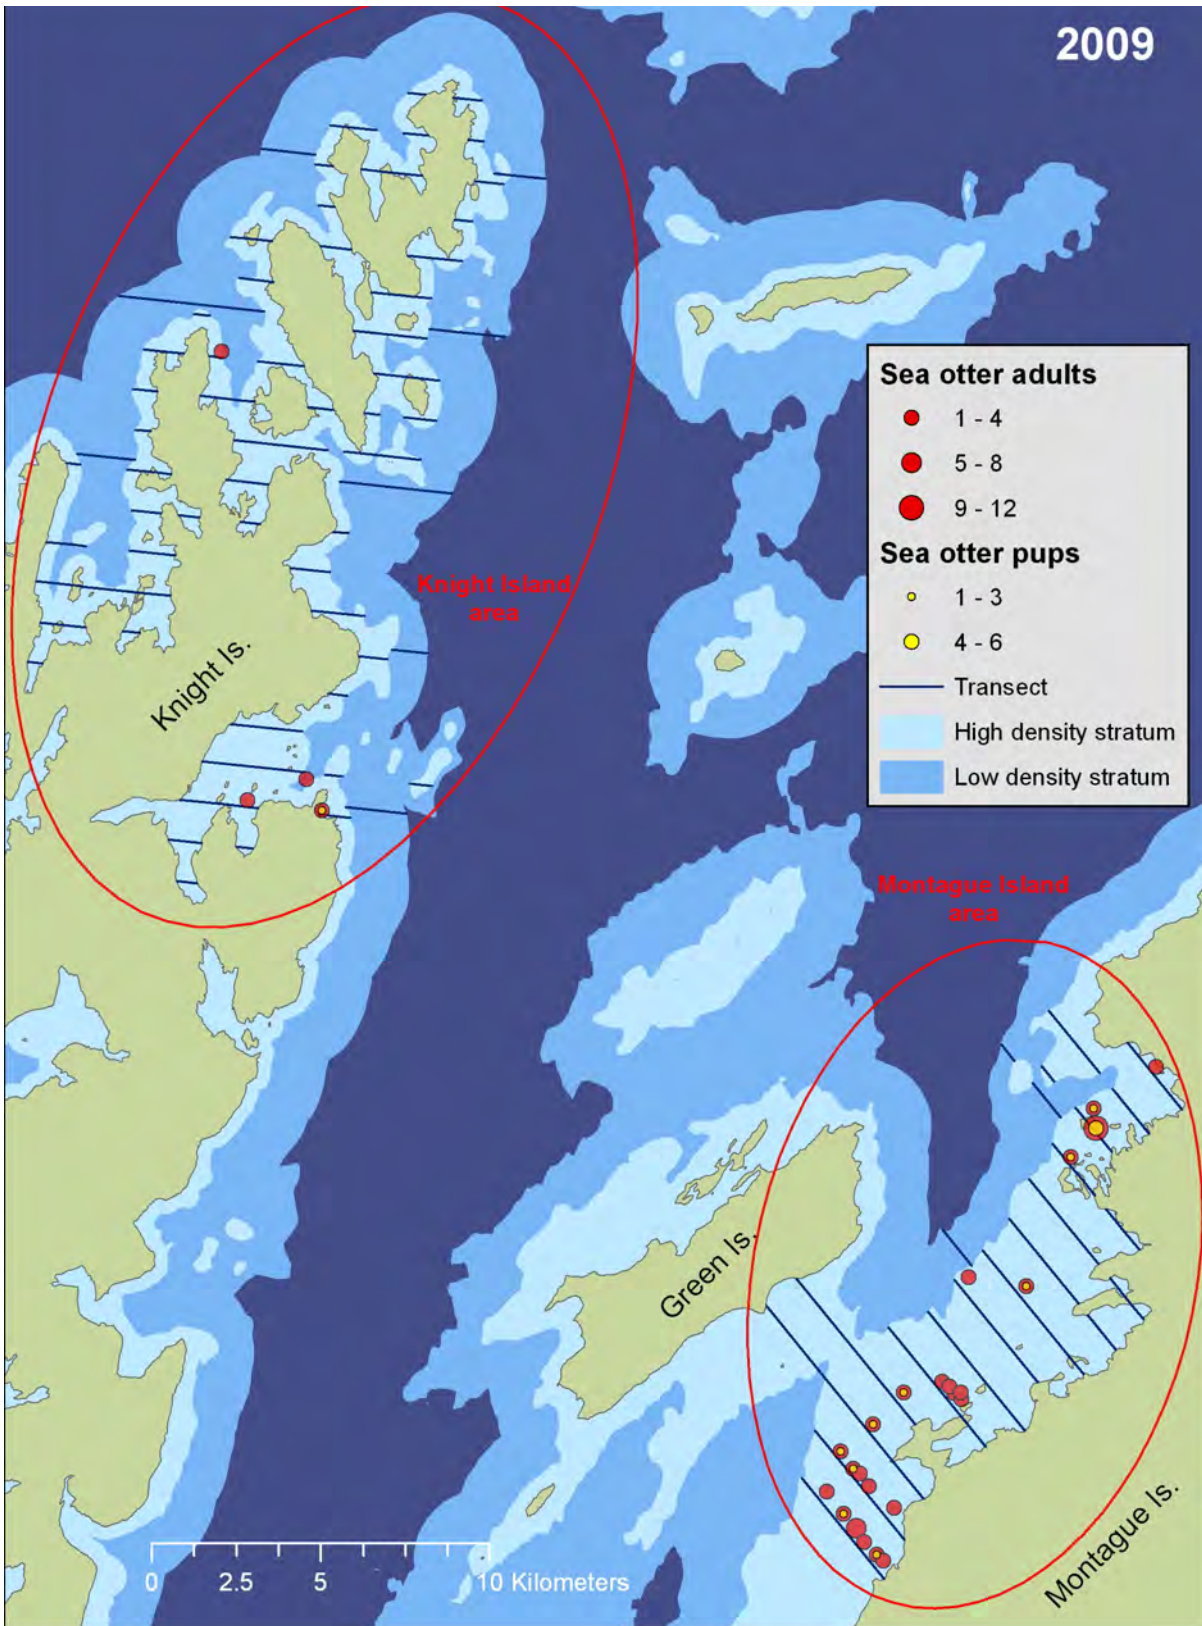 2009
Sea otter adults
1 - 4
5 - 8
9 - 12
Sea otter pups
1 - 3
4 - 6
Transect
High density stratum
Low density stratum
Knight Island
area
Knight Is.
Montague Island
area
Green Is.
Montague Is.
0 2.5 5 10 Kilometers